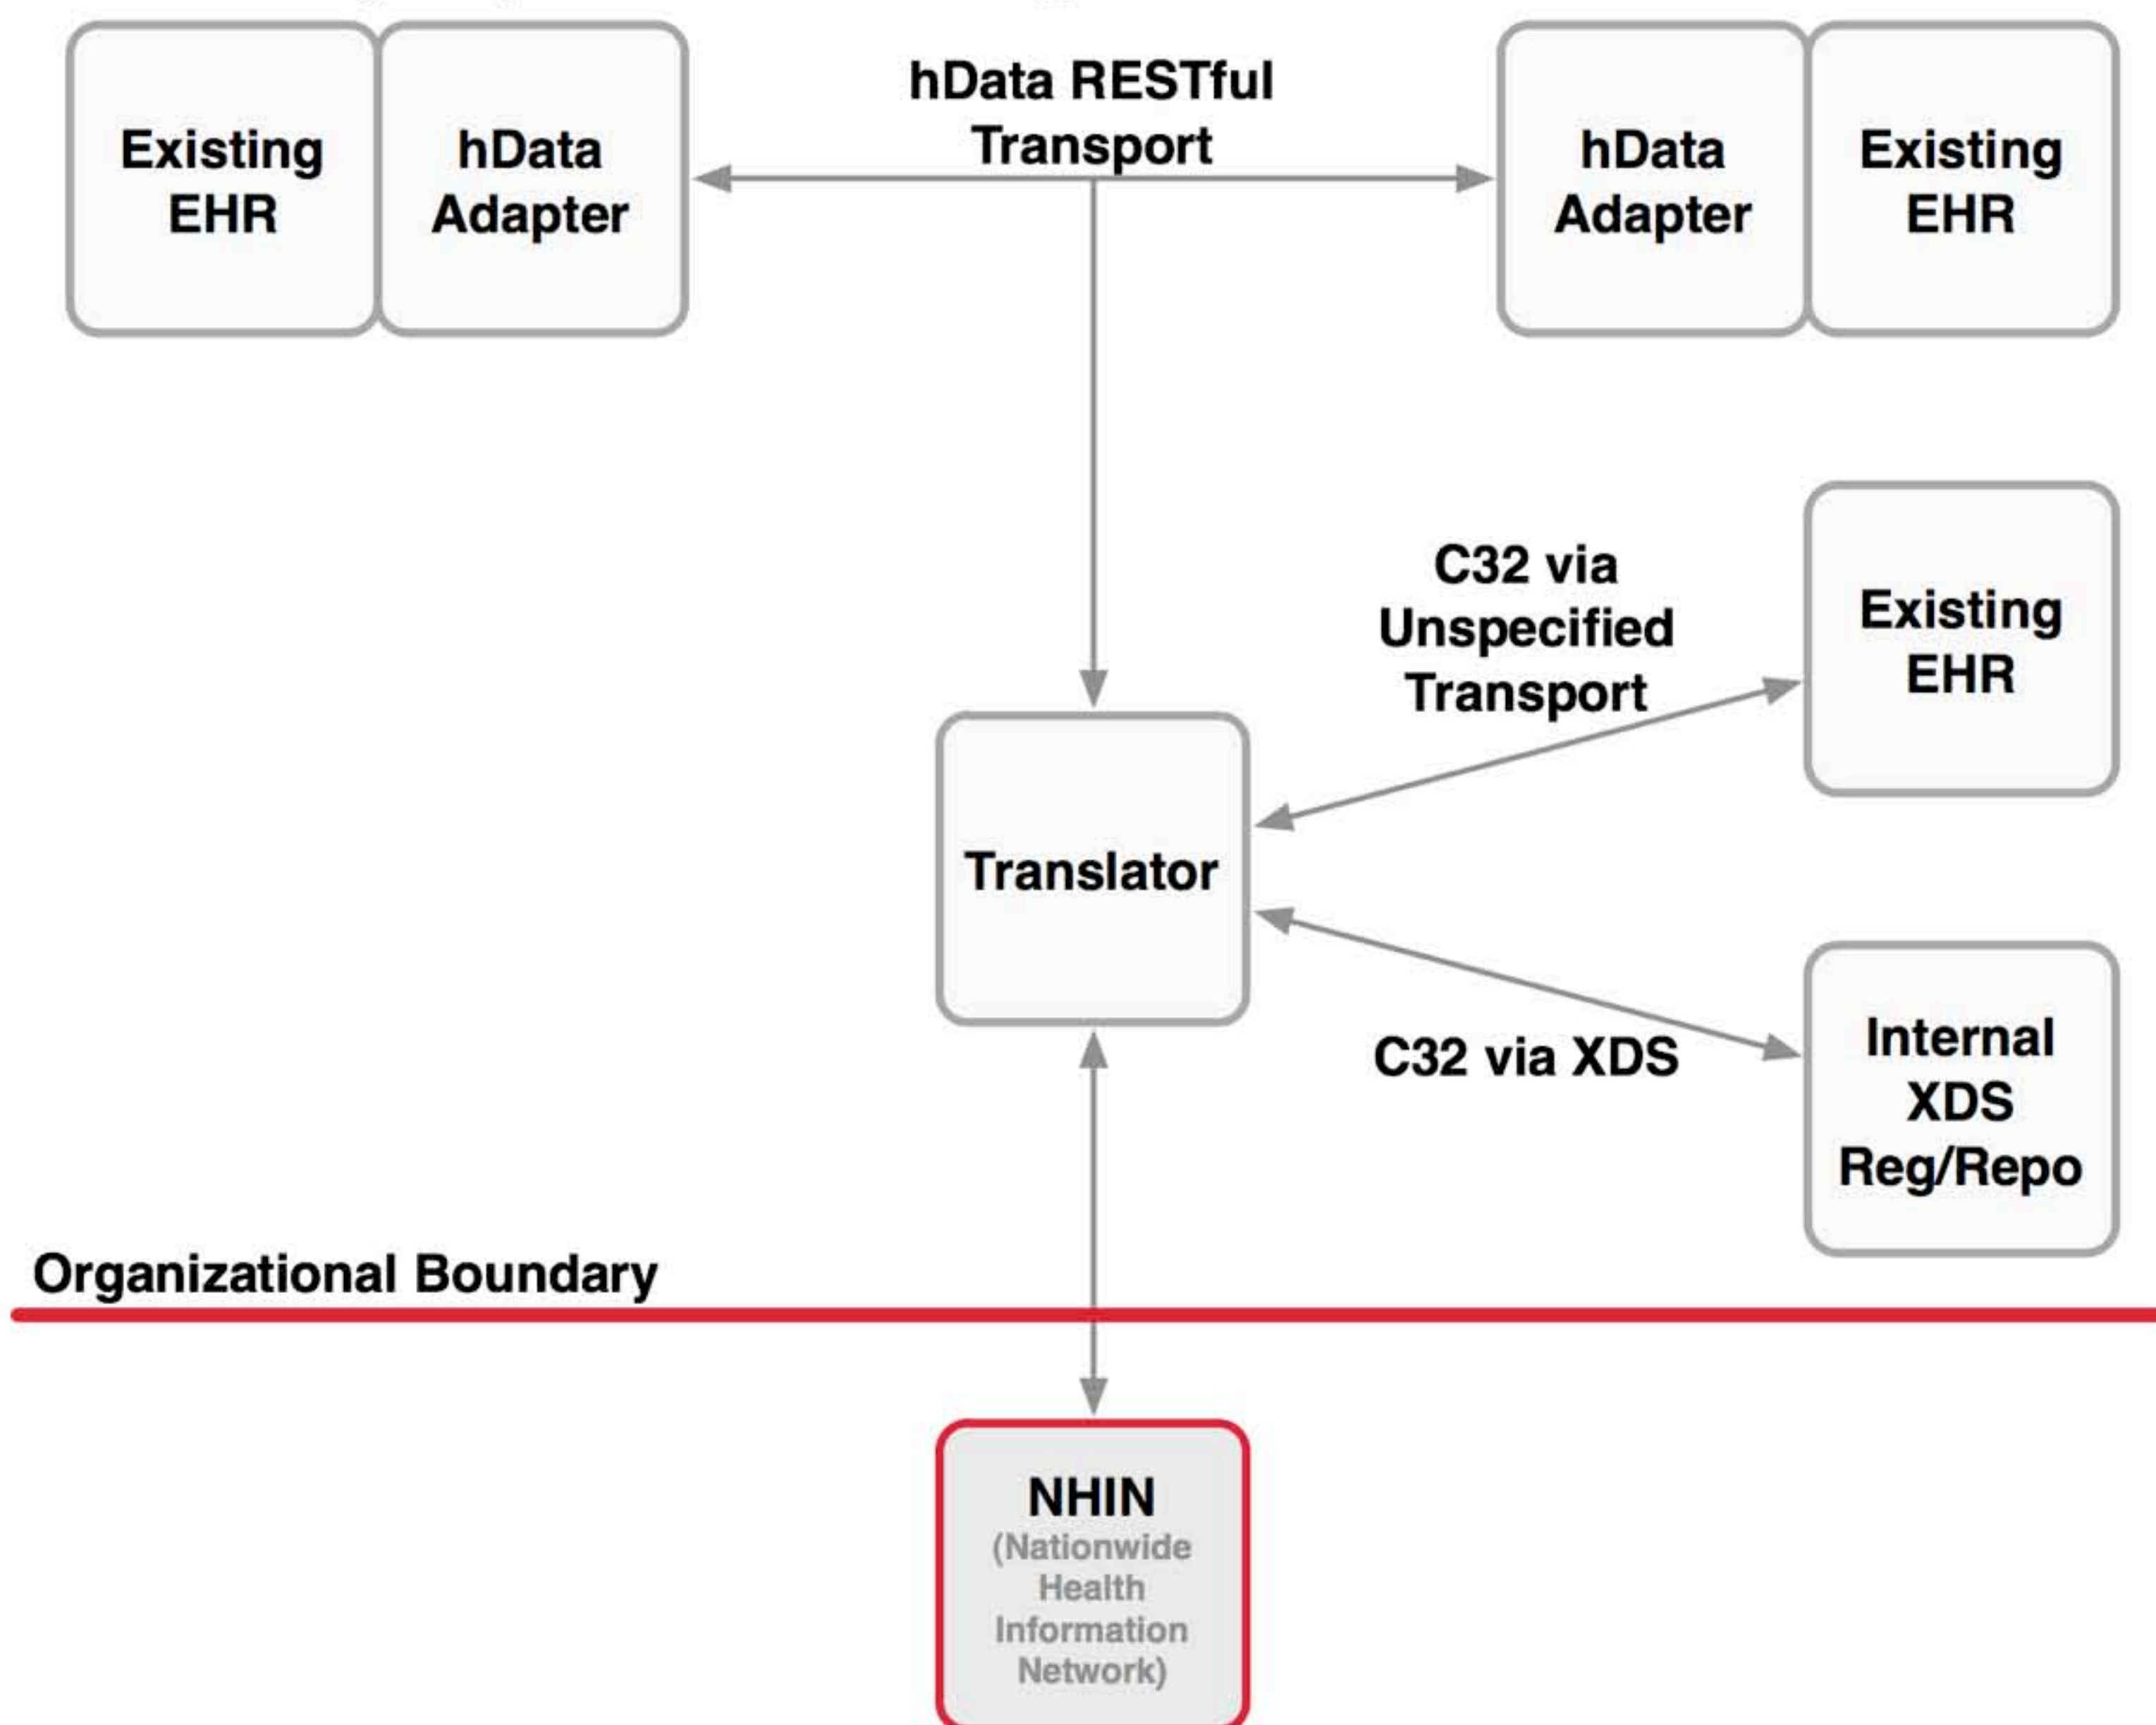 Existing
EHR
hData
Adapter
hData RESTful
Transport
hData
Adapter
Existing
EHR
C32 via
Unspecified
Transport
Existing
EHR
Translator
C32 via XDS
Internal
XDS
Reg/Repo
Organizational Boundary
NHIN
(Nationwide
Health
Information
Network)